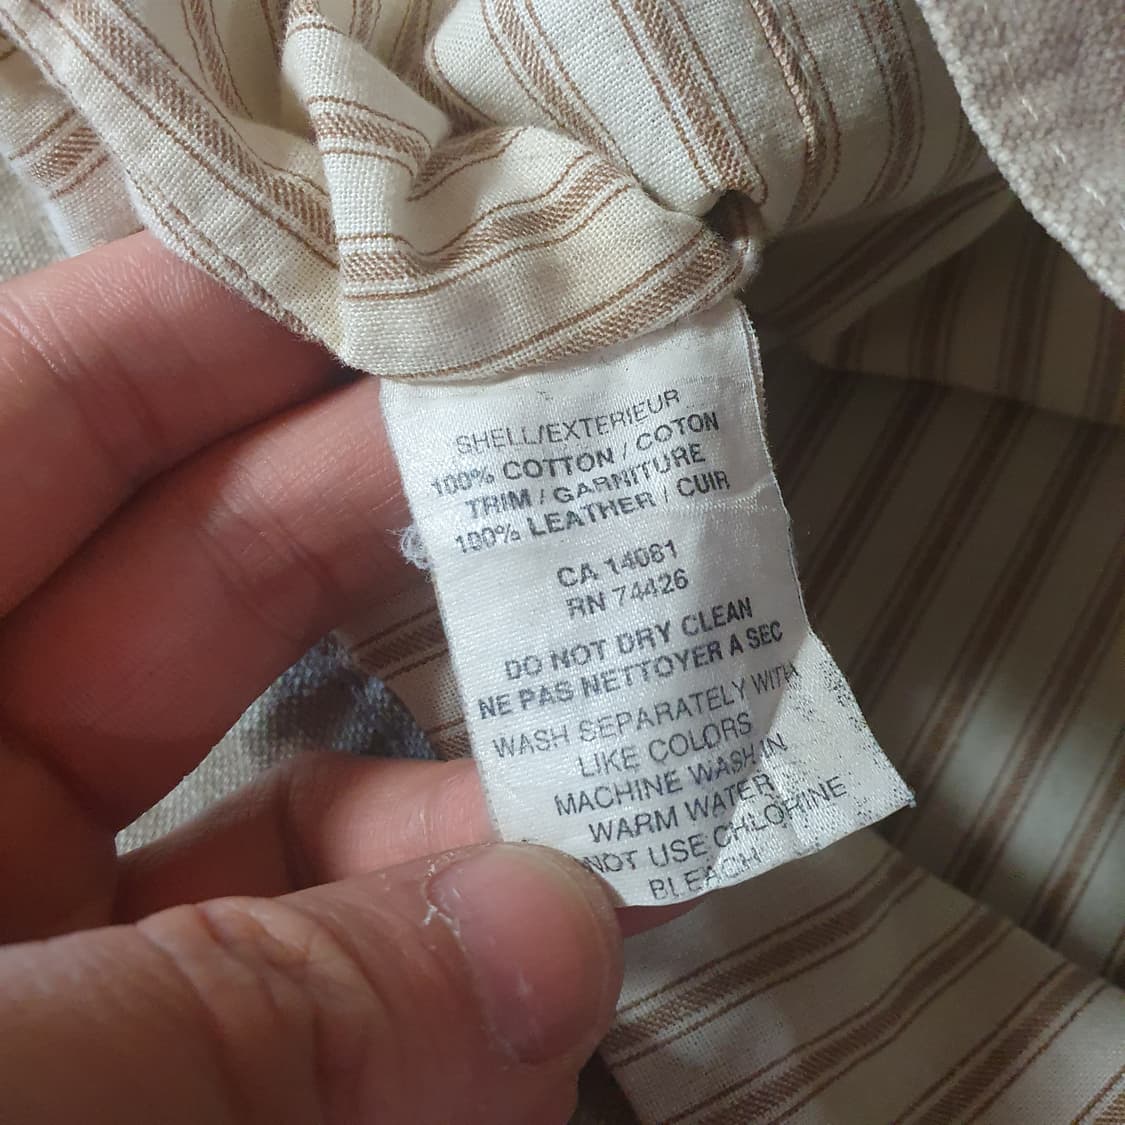 SHELL/EXTERIEUR
100% COTTON / COTON
TRIM / GARNITURE
100% LEATHER / CUIR
CA 14081
RN 74426
DO NOT DRY CLEAN
NE PAS NETTOYER A SEC
WASH SEPARATELY WITH
LIKE COLORS
MACHINE WASH IN
WARM WATER
NOT USE CHLORINE
BLEACH